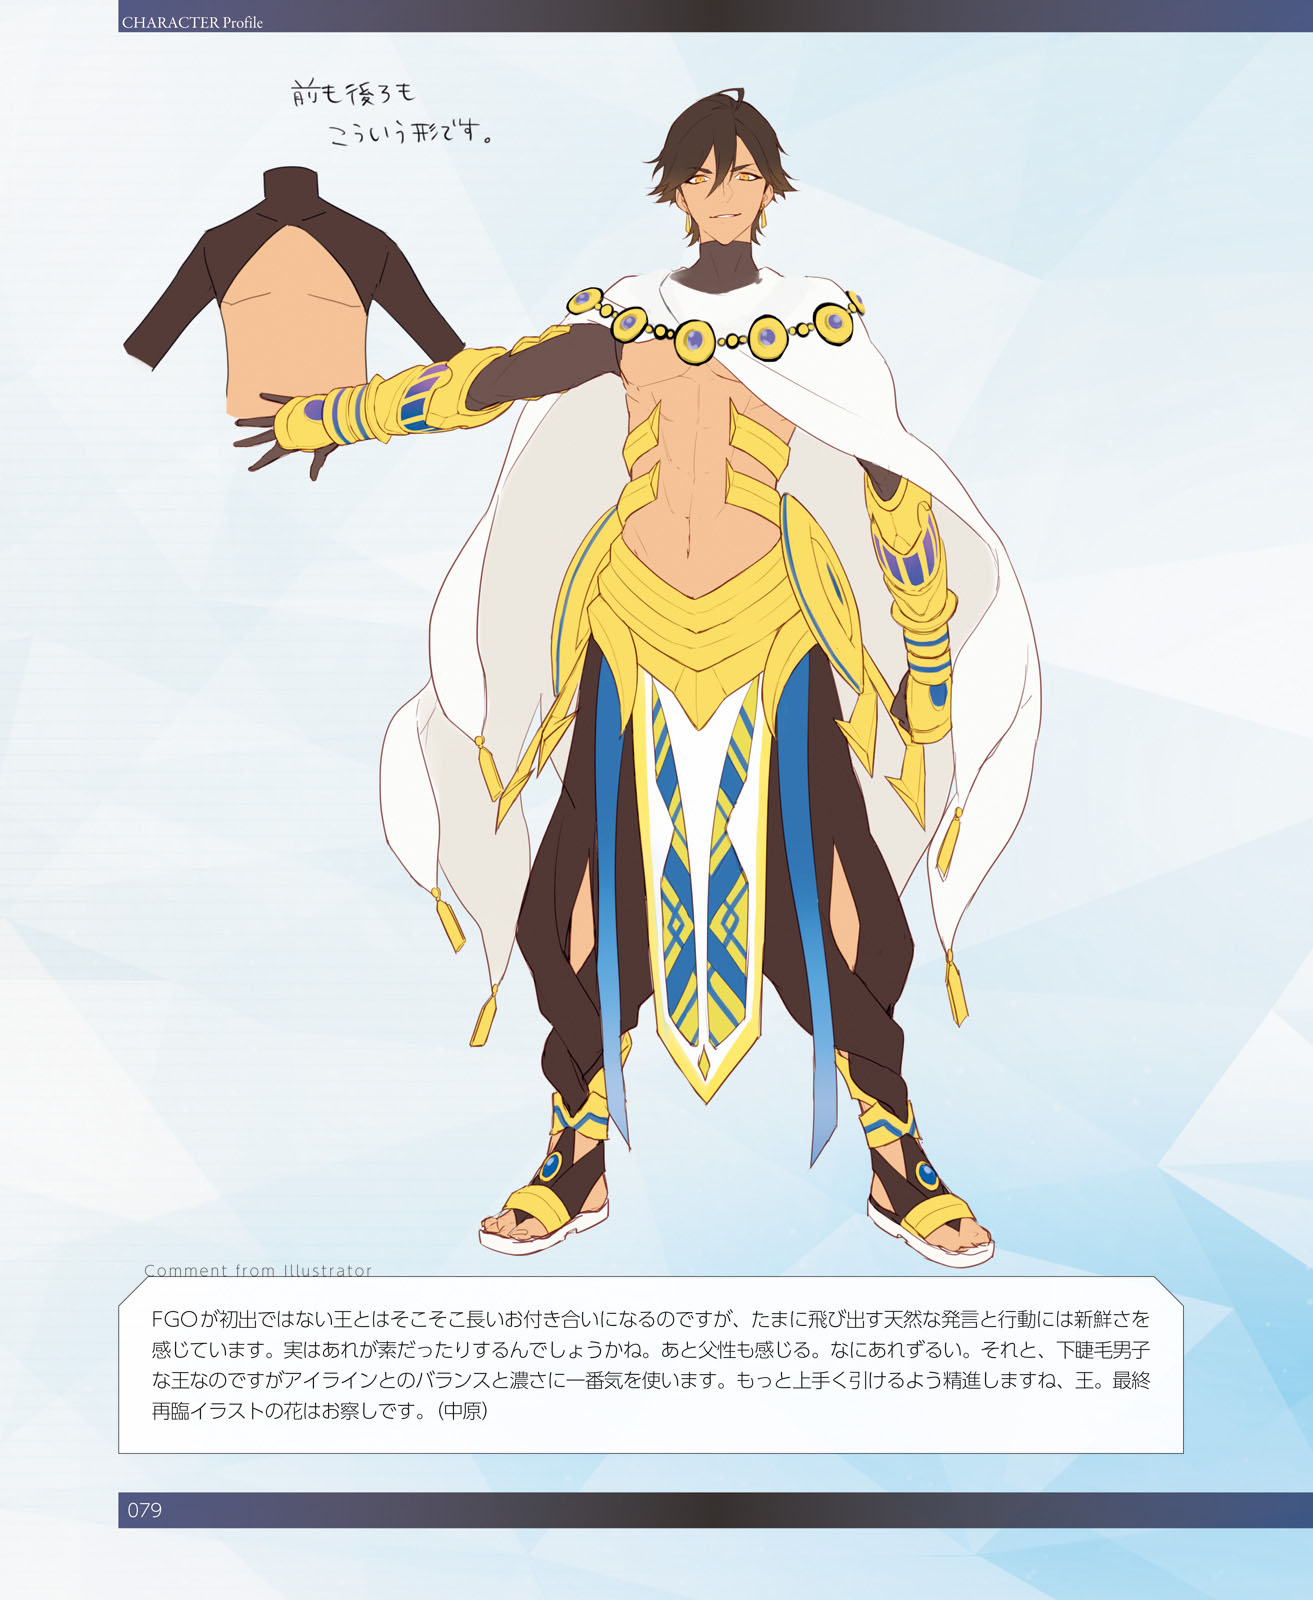 CHARACTER Profile
前も後ろも
こういう形です。
Comment from Illustrator
FGOが初出ではない王とはそこそこ長いお付き合いになるのですが、たまに飛び出す天然な発言と行動には新鮮さを
感じています。実はあれが素だったりするんでしょうかね。あと父性も感じる。なにあれずるい。それと、下睫毛男子
な王なのですがアイラインとのバランスと濃さに一番気を使います。もっと上手く引けるよう精進しますね、王。最終
再臨イラストの花はお察しです。（中原）
079